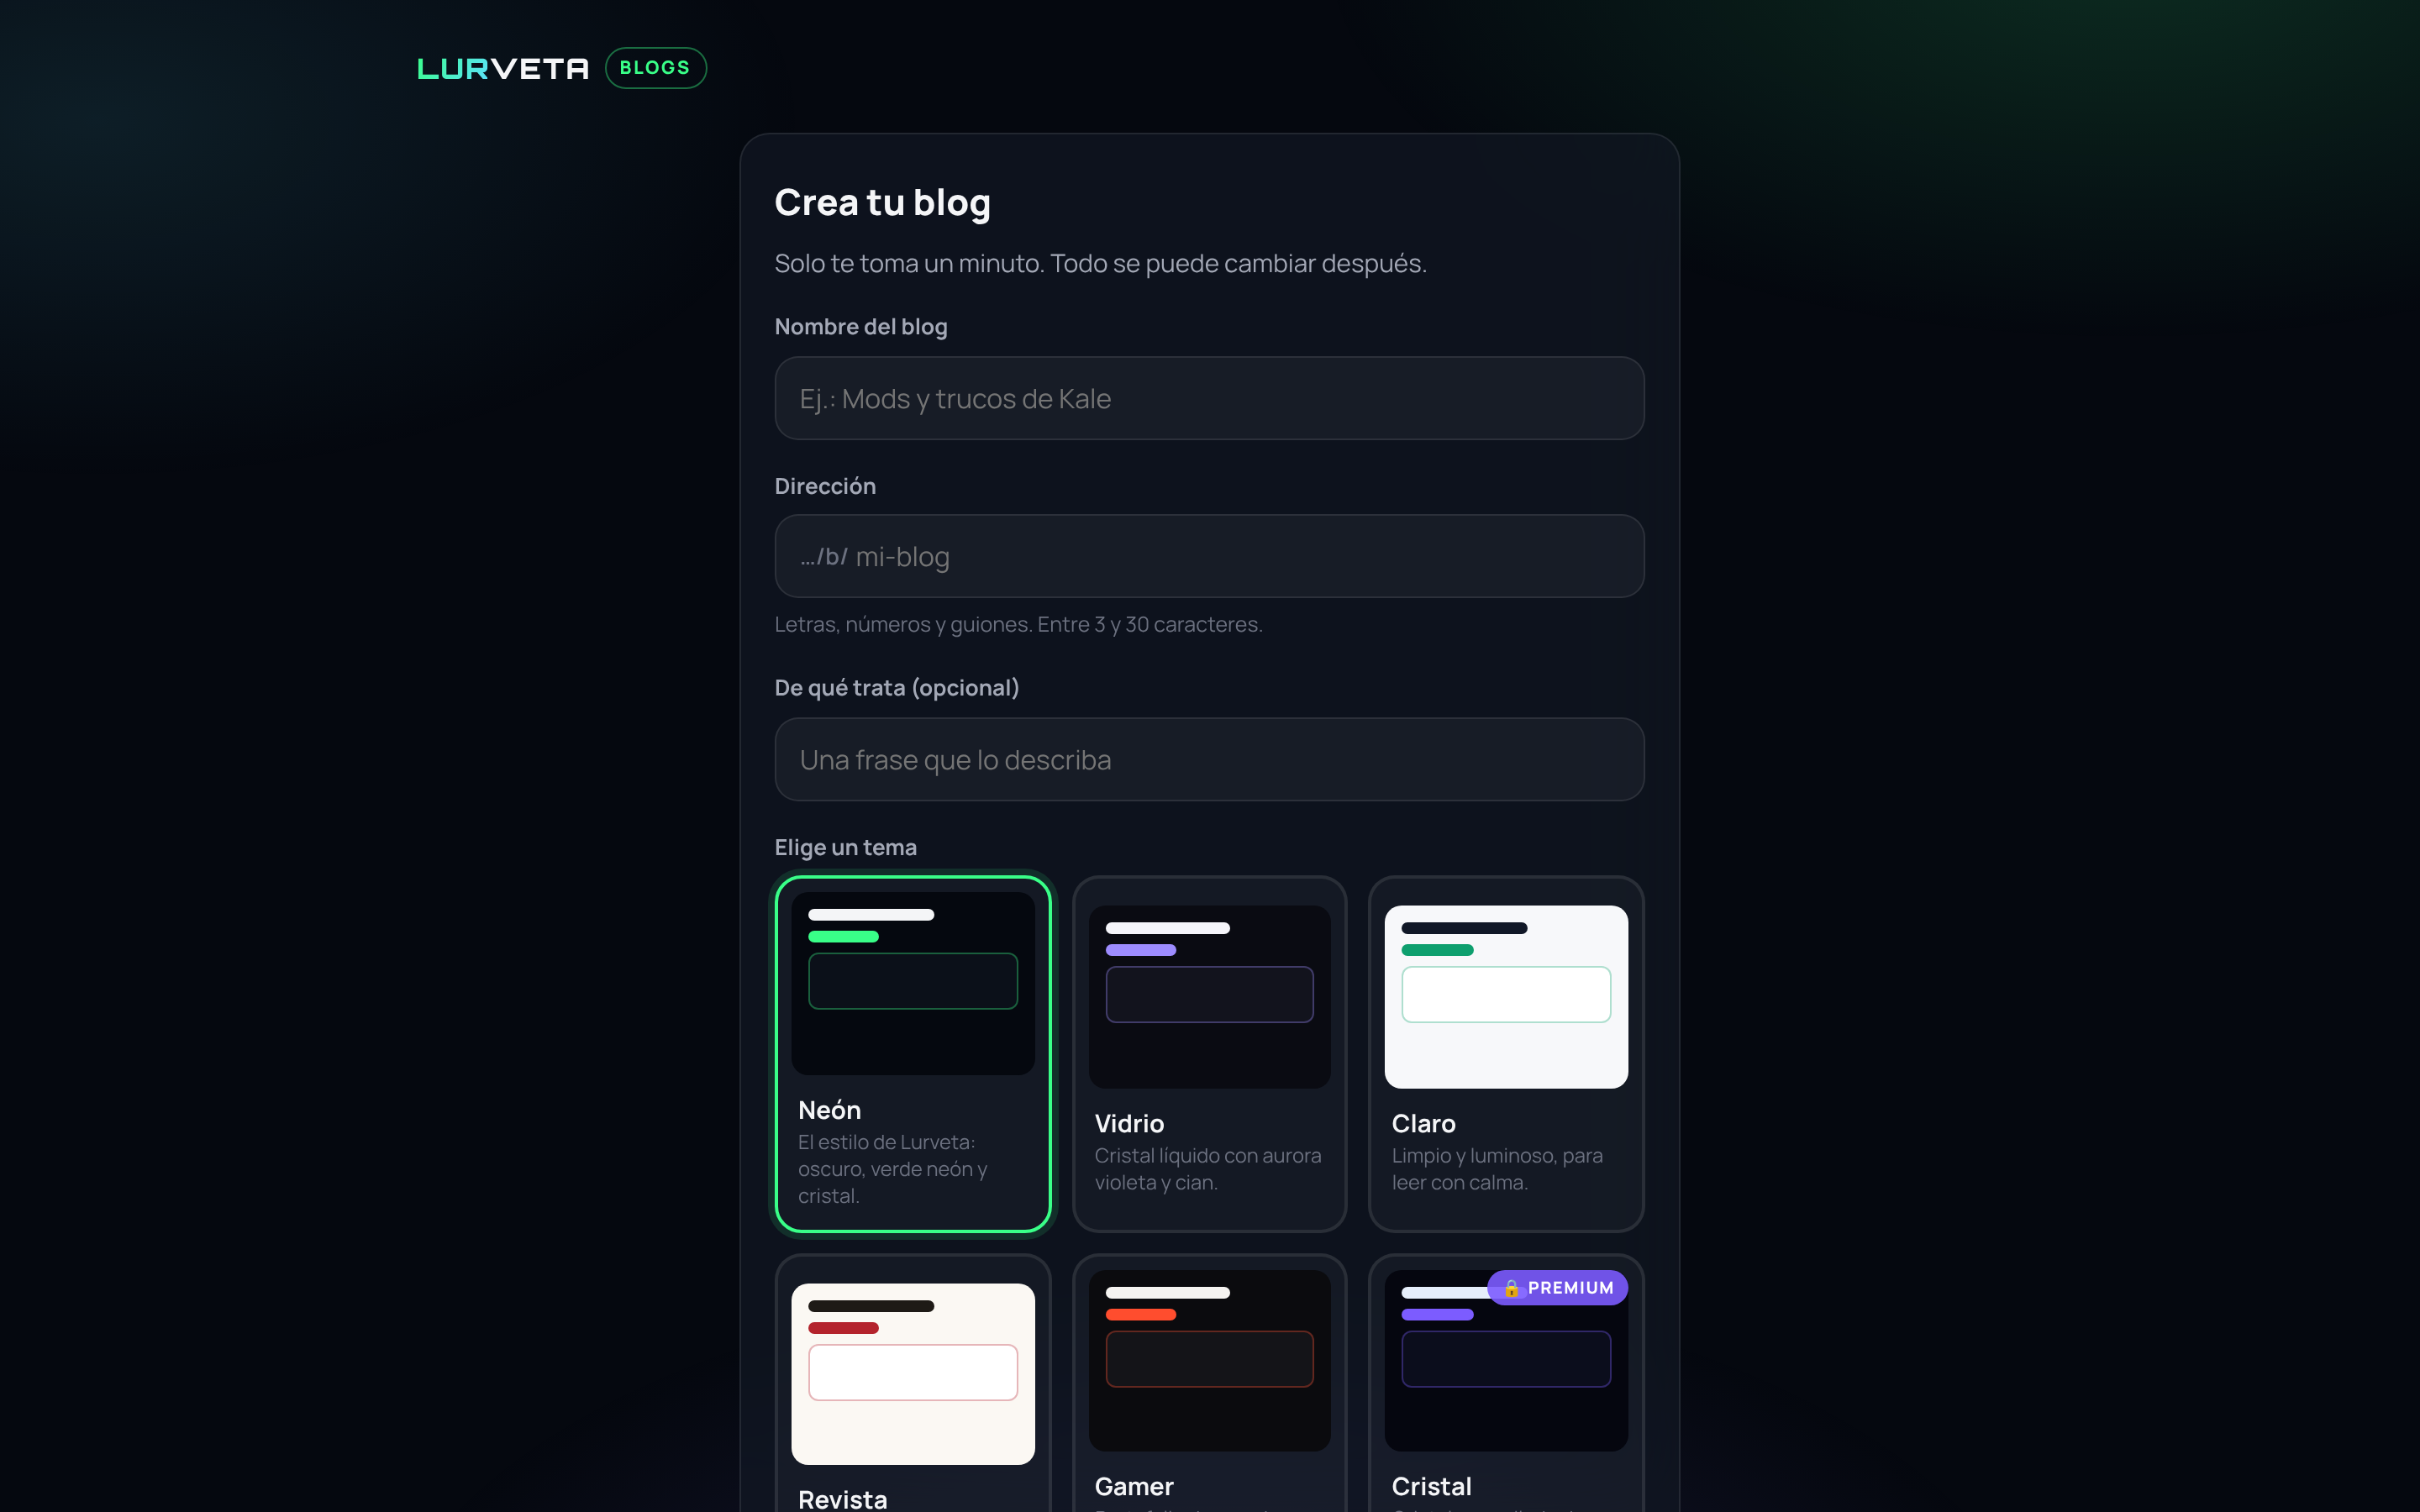 LURVETA BLOGS
Crea tu blog
Solo te toma un minuto. Todo se puede cambiar después.
Nombre del blog
Ej.: Mods y trucos de Kale
Dirección
.../b/ mi-blog
Letras, números y guiones. Entre 3 y 30 caracteres.
De qué trata (opcional)
Una frase que lo describa
Elige un tema
Neón
El estilo de Lurveta:
oscuro, verde neón y
cristal.
Vidrio
Cristal líquido con aurora
violeta y cian.
Claro
Limpio y luminoso, para
leer con calma.
Revista
Gamer
🔒 PREMIUM
Cristal